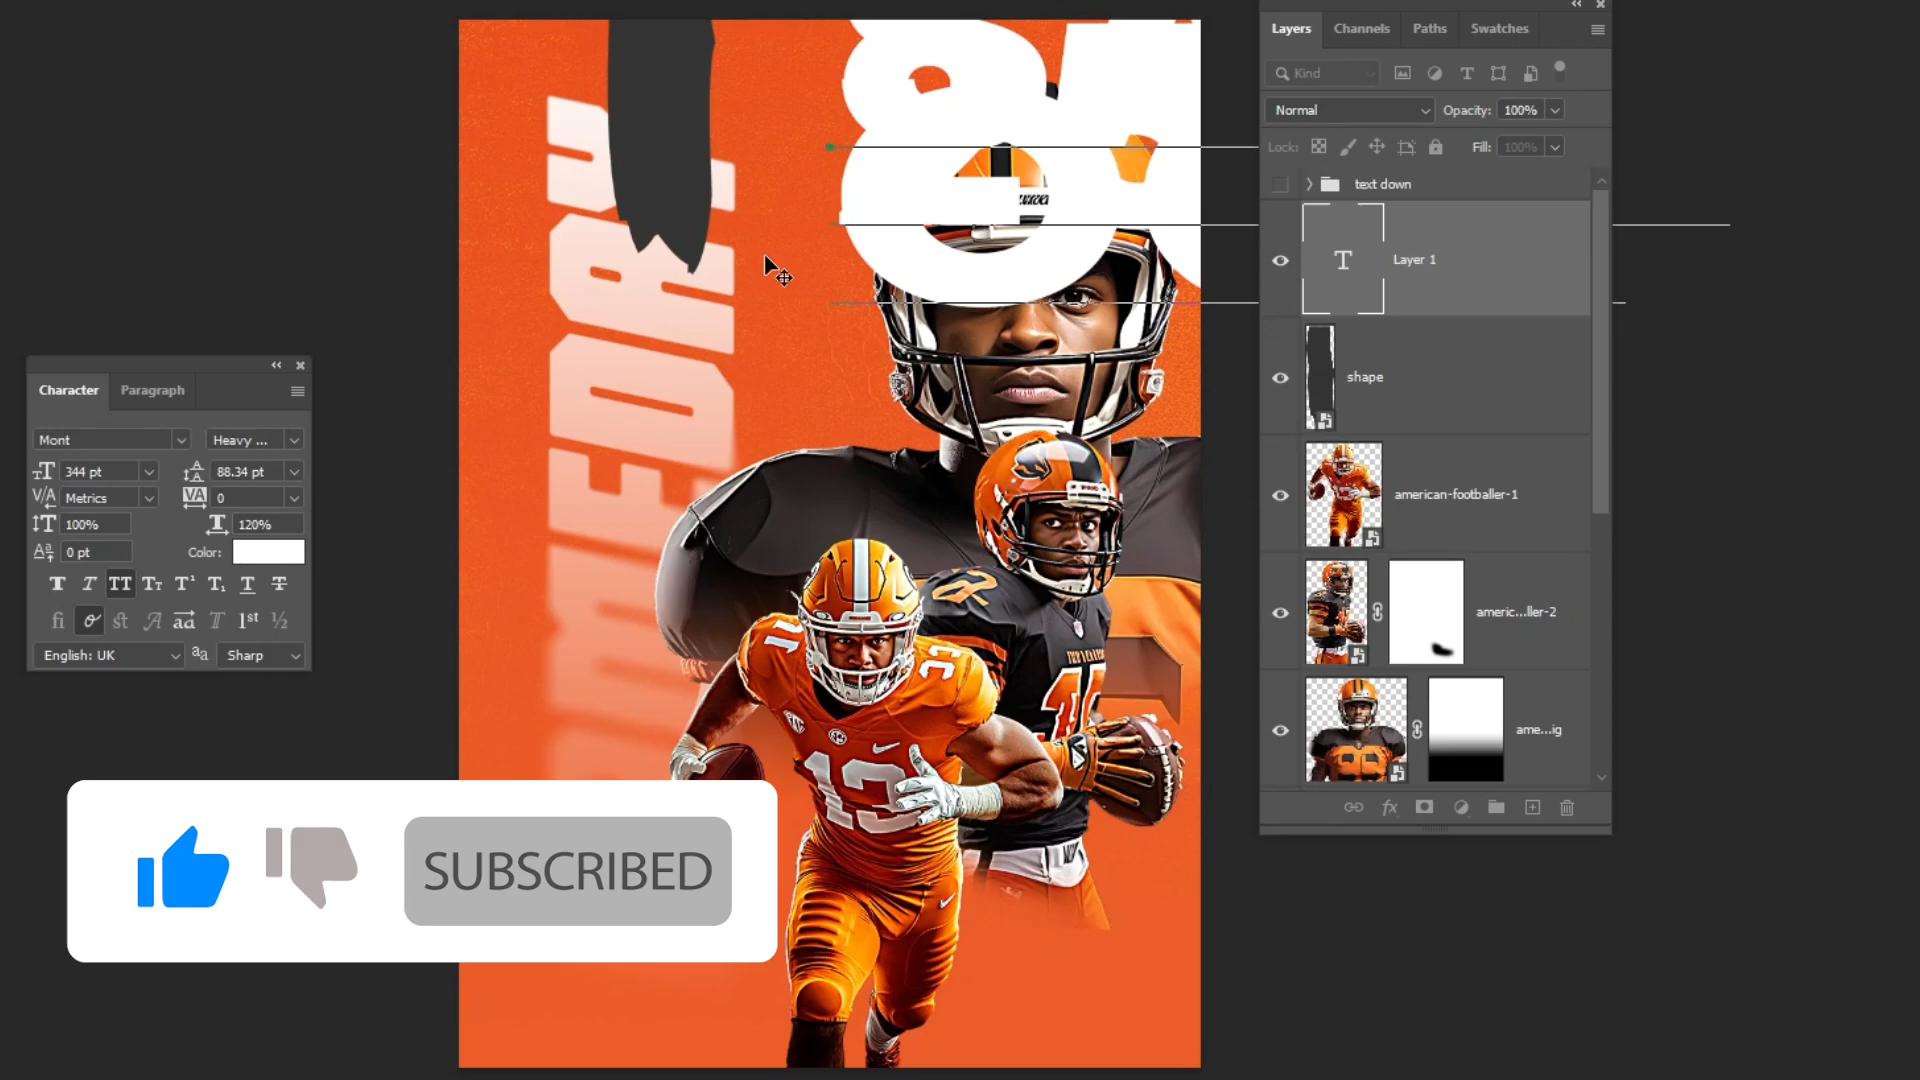 Layers Channels Paths Swatches
Kind
Normal Opacity: 100%
Lock: Fill: 100%
text down
T Layer 1
shape
american-footballer-1
americ...ller-2
ame...ig
Character Paragraph
Mont Heavy ...
344 pt 88.34 pt
Metrics 0
100% 120%
0 pt Color:
English: UK Sharp
13
33
SUBSCRIBED